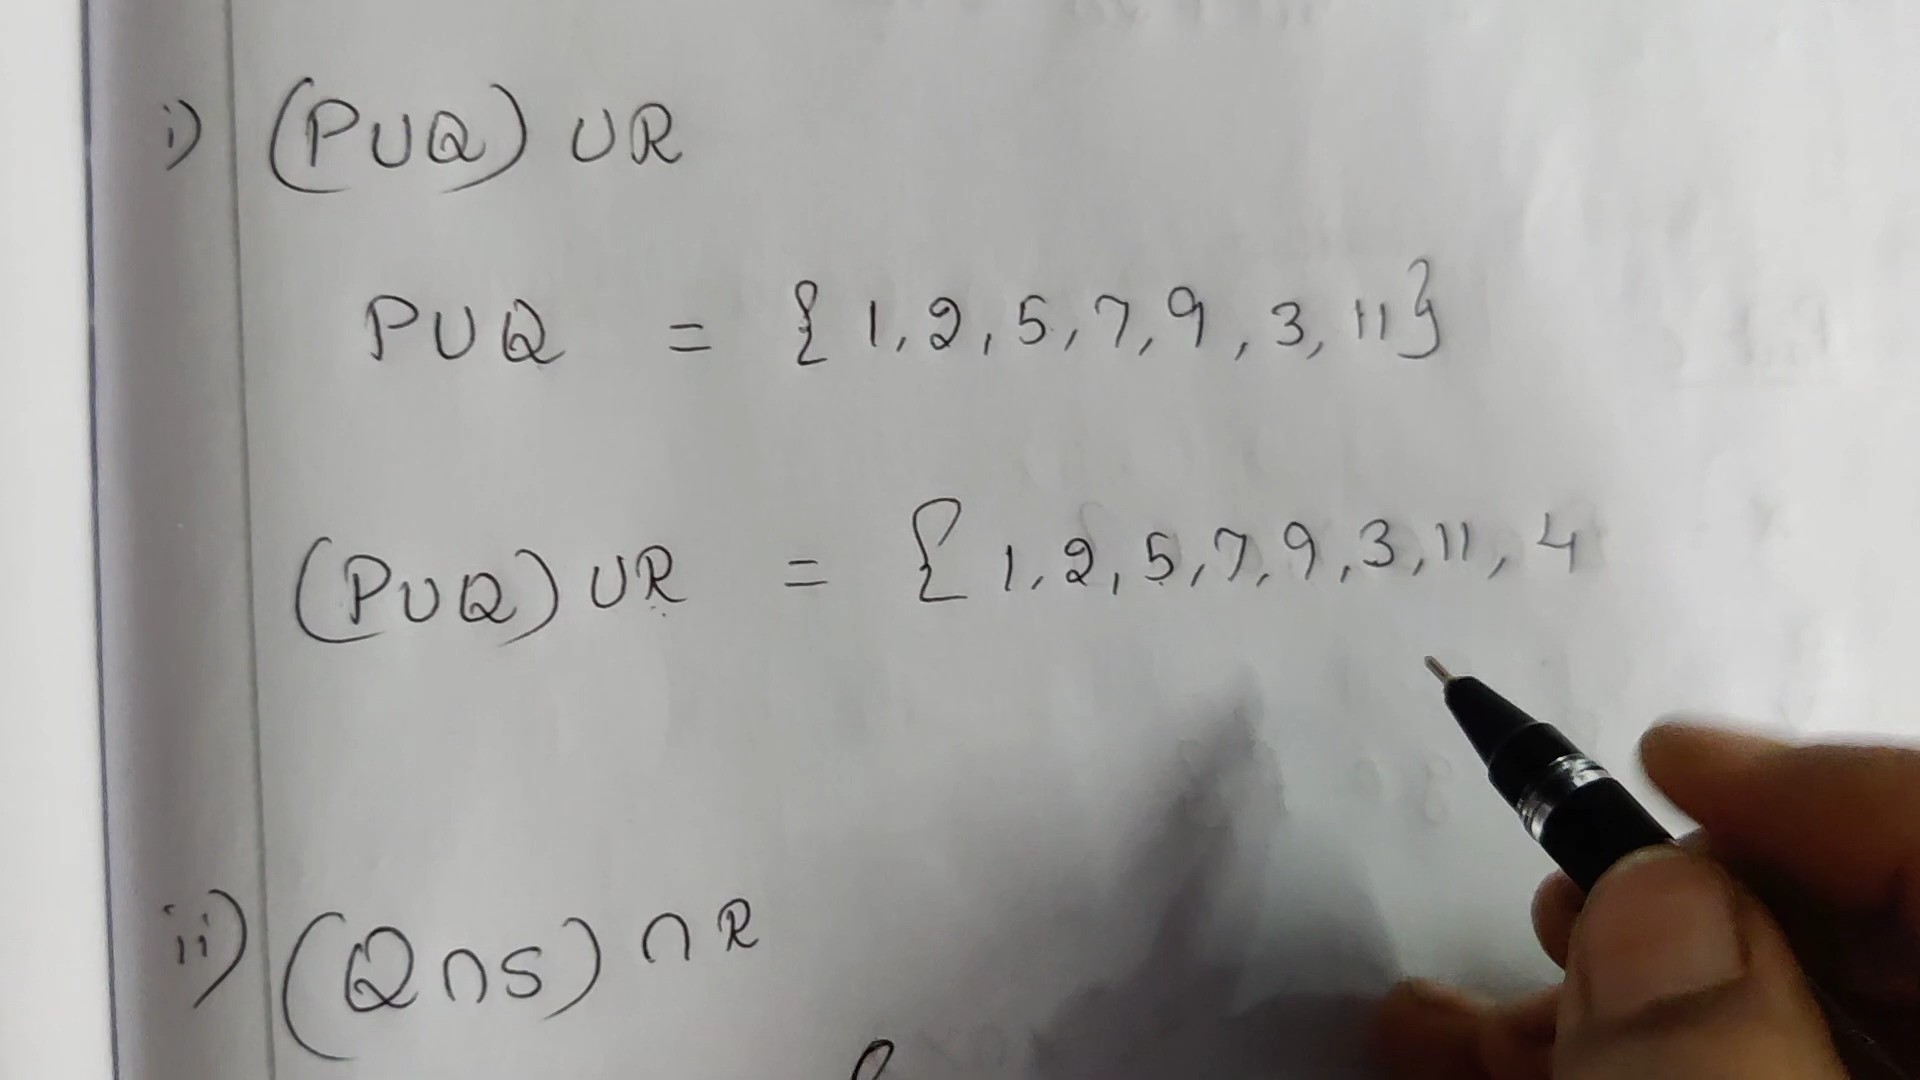 i) (P∪Q) ∪R
P∪Q = { 1, 2, 5, 7, 9, 3, 11}
(P∪Q) ∪R = { 1, 2, 5, 7, 9, 3, 11, 4
ii) (Q∩S) ∩ R